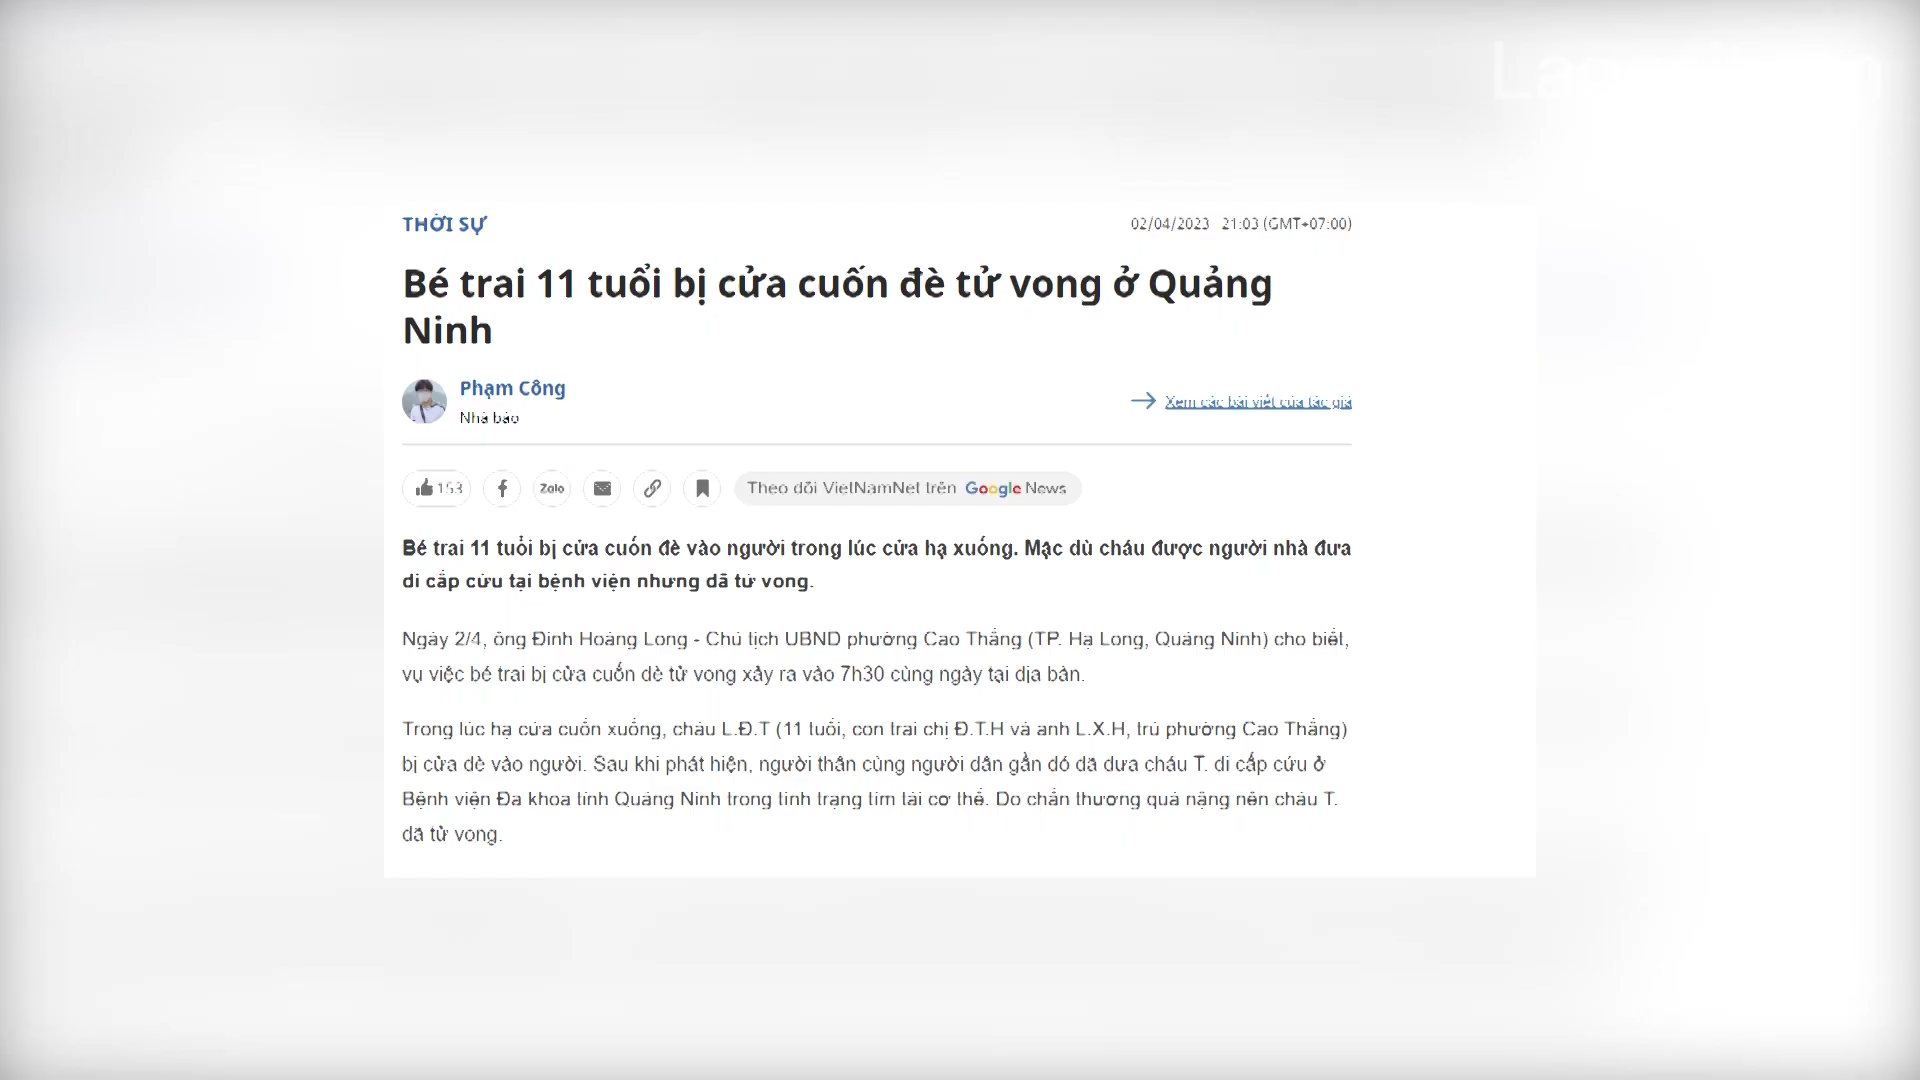 THỜI SỰ
02/04/2023 21:03 (GMT+07:00)
Bé trai 11 tuổi bị cửa cuốn đè tử vong ở Quảng
Ninh
Phạm Công
Nhà báo
Xem các bài viết của tác giả
153
Zalo
Theo dõi VietNamNet trên Google News
Bé trai 11 tuổi bị cửa cuốn đè vào người trong lúc cửa hạ xuống. Mặc dù cháu được người nhà đưa
đi cấp cứu tại bệnh viện nhưng đã tử vong.
Ngày 2/4, ông Đinh Hoàng Long - Chủ tịch UBND phường Cao Thắng (TP. Hạ Long, Quảng Ninh) cho biết,
vụ việc bé trai bị cửa cuốn đè tử vong xảy ra vào 7h30 cùng ngày tại địa bàn.
Trong lúc hạ cửa cuốn xuống, cháu L.Đ.T (11 tuổi, con trai chị Đ.T.H và anh L.X.H, trú phường Cao Thắng)
bị cửa đè vào người. Sau khi phát hiện, người thân cùng người dân gần đó đã đưa cháu T. đi cấp cứu ở
Bệnh viện Đa khoa tỉnh Quảng Ninh trong tình trạng tím tái cơ thể. Do chấn thương quá nặng nên cháu T.
đã tử vong.